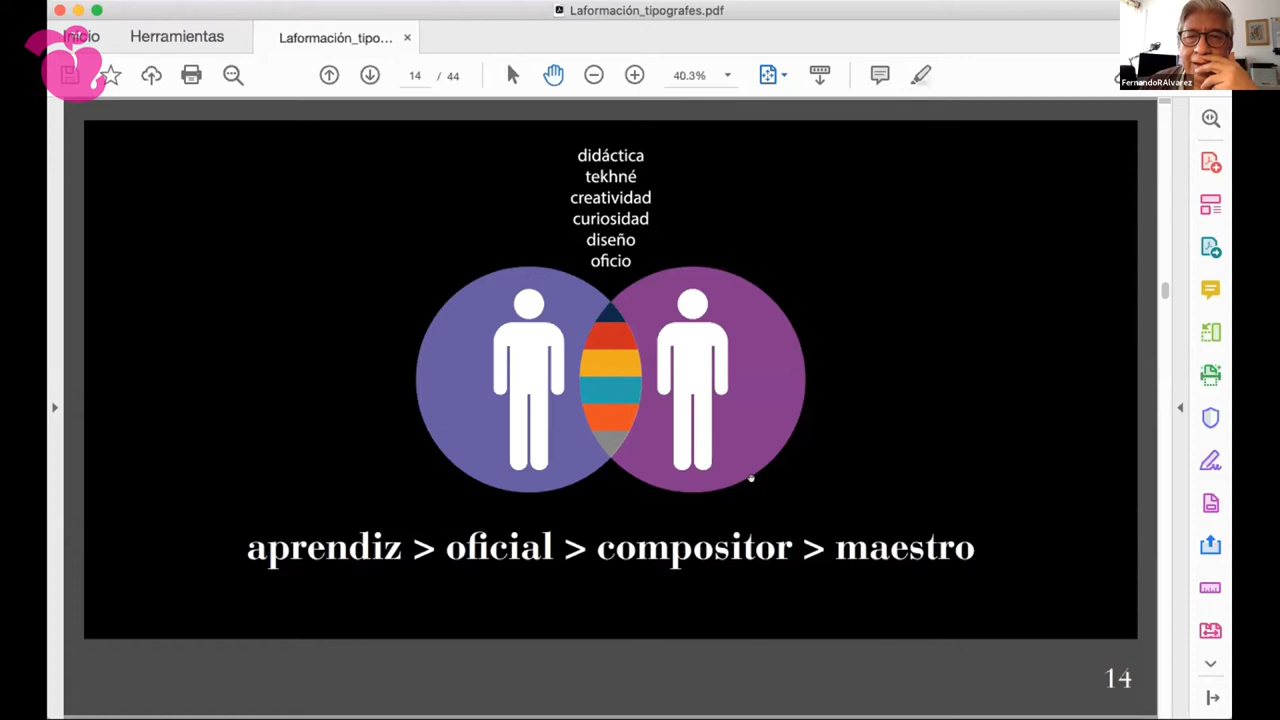 Laformación_tipografes.pdf
Inicio
Herramientas
Laformación_tipo... ×
14 / 44
40.3%
FernandoRAlvarez
didáctica
tekhné
creatividad
curiosidad
diseño
oficio
aprendiz > oficial > compositor > maestro
14